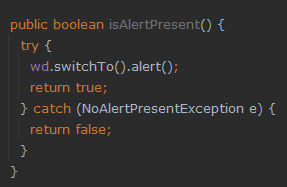 public boolean isAlertPresent() {
  try {
    wd.switchTo().alert();
    return true;
  } catch (NoAlertPresentException e) {
    return false;
  }
}